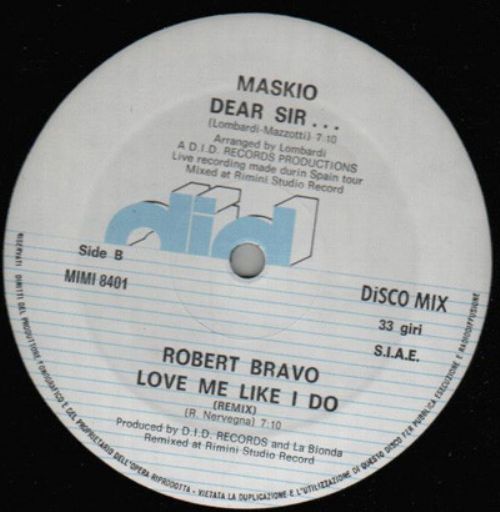 MASKIO
DEAR SIR...
(Lombardi-Mazzotti) 7:10
Arranged by Lombardi
A D.I.D. RECORDS PRODUCTIONS
Live recording made durin Spain tour
Mixed at Rimini Studio Record
did
Side B
MIMI 8401
DiSCO MIX
33 giri
S.I.A.E.
ROBERT BRAVO
LOVE ME LIKE I DO
(REMIX)
(R. Nervegna) 7:10
Produced by D.I.D. RECORDS and La Bionda
Remixed at Rimini Studio Record
RISERVATI I DIRITTI DEL PRODUTTORE FONOGRAFICO E DEL PROPRIETARIO DELL'OPERA RIPRODOTTA - VIETATA LA DUPLICAZIONE E L'UTILIZZAZIONE DI QUESTO DISCO PER PUBBLICA ESECUZIONE E RADIODIFFUSIONE